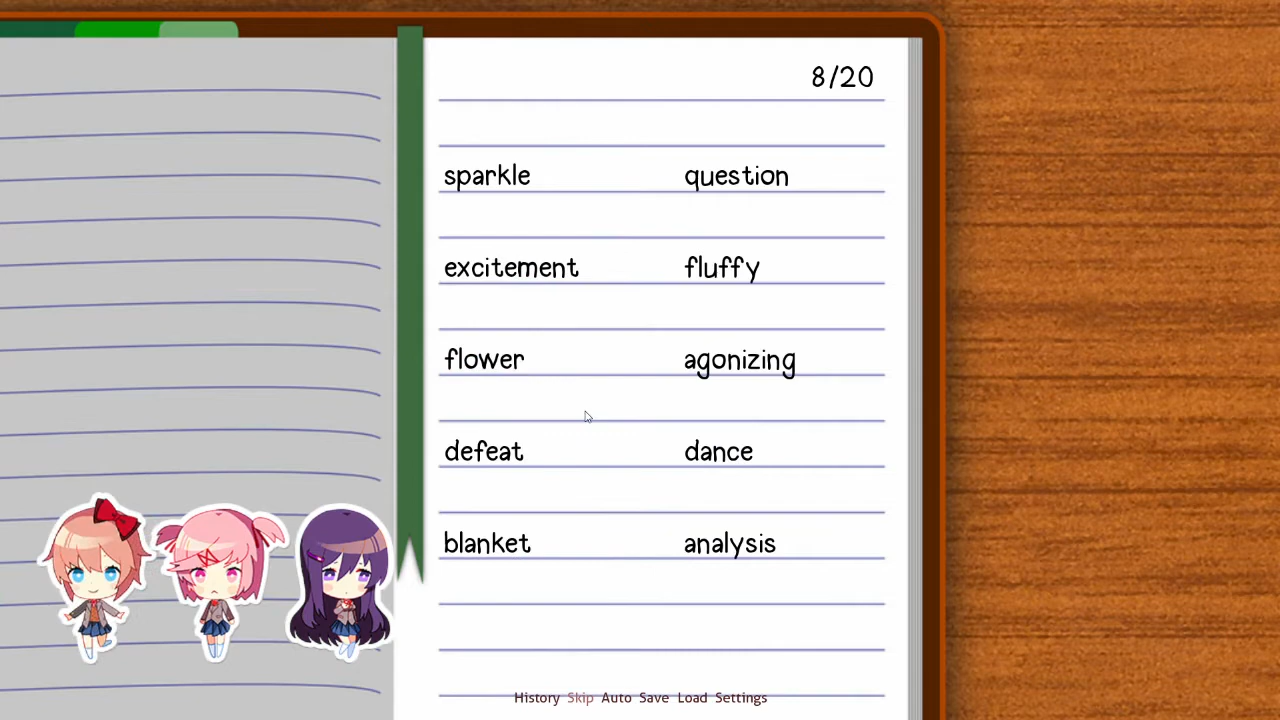 8/20
sparkle question
excitement fluffy
flower agonizing
defeat dance
blanket analysis
History Skip Auto Save Load Settings